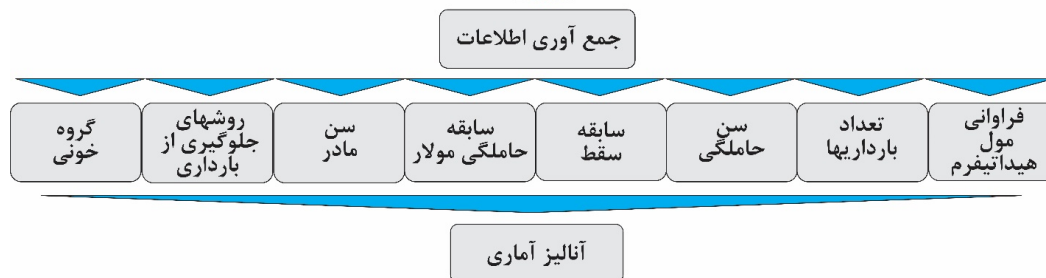 جمع آوری اطلاعات
فراوانی
مول
هیداتیفرم
تعداد
بارداریها
سن
حاملگی
سابقه
سقط
سابقه
حاملگی مولار
سن
مادر
روشهای
جلوگیری از
بارداری
گروه
خونی
آنالیز آماری